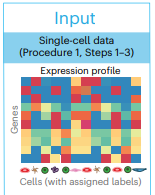 Input
Single-cell data
(Procedure 1, Steps 1–3)
Expression profile
Genes
Cells (with assigned labels)